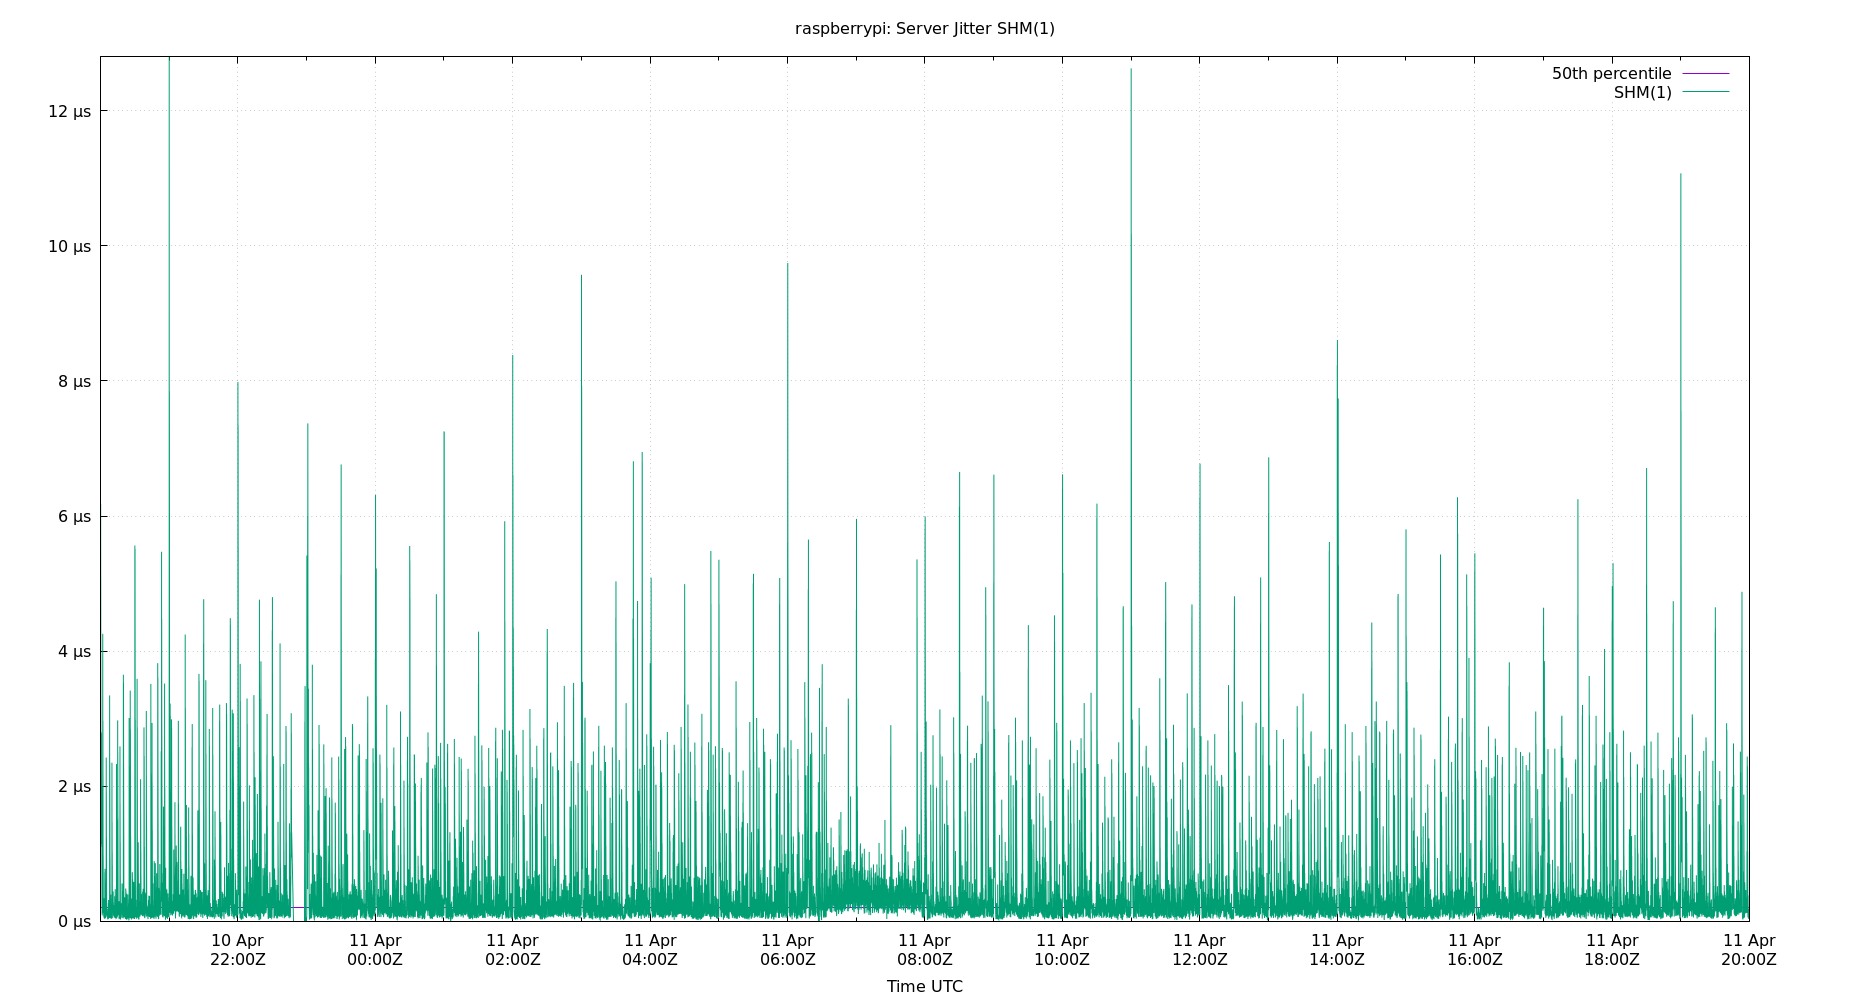 raspberrypi: Server Jitter SHM(1)
50th percentile
SHM(1)
12 µs
10 µs
8 µs
6 µs
4 µs
2 µs
0 µs
10 Apr 11 Apr 11 Apr 11 Apr 11 Apr 11 Apr 11 Apr 11 Apr 11 Apr 11 Apr 11 Apr 11 Apr
22:00Z 00:00Z 02:00Z 04:00Z 06:00Z 08:00Z 10:00Z 12:00Z 14:00Z 16:00Z 18:00Z 20:00Z
Time UTC